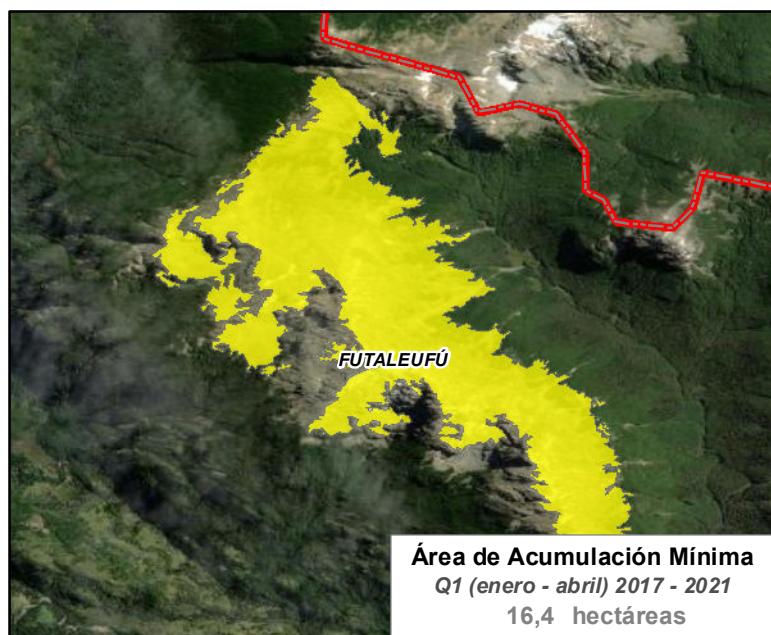 FUTALEUFÚ
Área de Acumulación Mínima
Q1 (enero - abril) 2017 - 2021
16,4 hectáreas